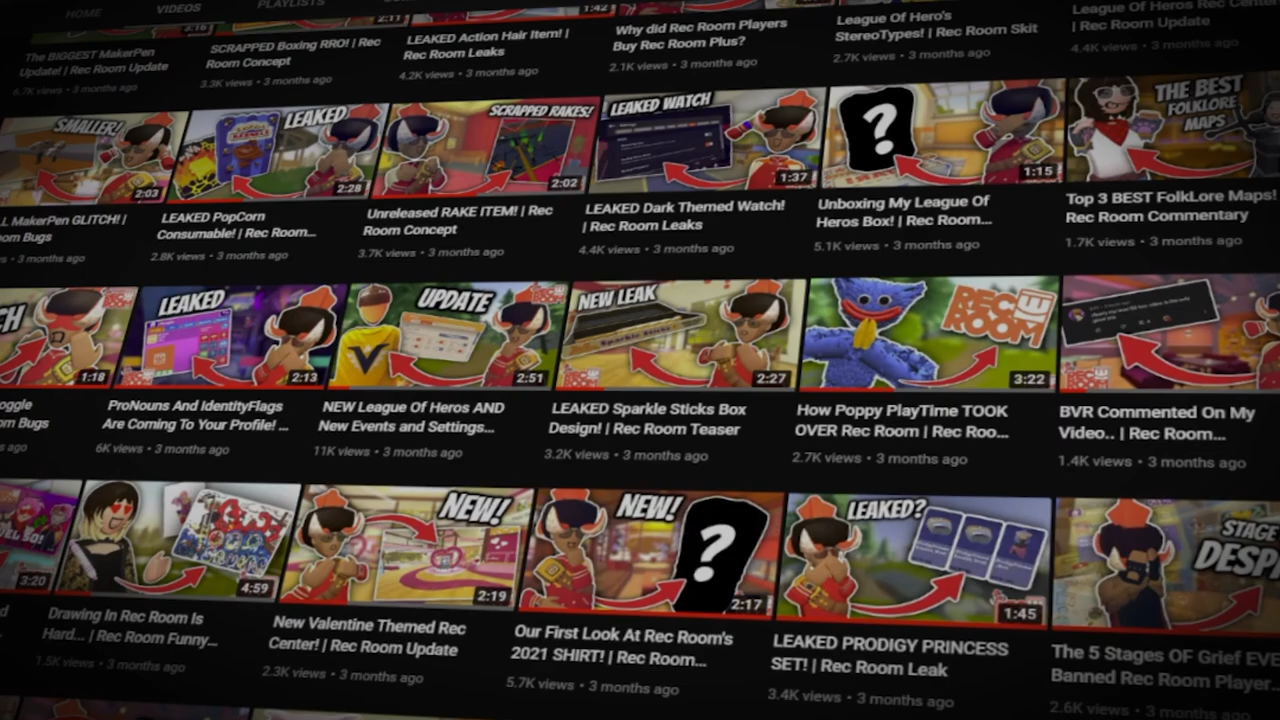 HOME
VIDEOS
PLAYLISTS
3:16
2:11
1:42
The BIGGEST MakerPen
Update! | Rec Room Update
6.7K views • 3 months ago
SCRAPPED Boxing RRO! | Rec
Room Concept
3.3K views • 3 months ago
LEAKED Action Hair Item! |
Rec Room Leaks
4.2K views • 3 months ago
Why did Rec Room Players
Buy Rec Room Plus?
2.1K views • 3 months ago
League Of Hero's
StereoTypes! | Rec Room Skit
2.7K views • 3 months ago
League Of Heros Rec Center
| Rec Room Update
4.4K views • 3 months ago
SMALLER!
2:03
LEAKED
2:28
SCRAPPED RAKES!
2:02
LEAKED WATCH
1:37
?
1:15
THE BEST
FOLKLORE
MAPS
MakerPen GLITCH! |
Bugs
• 3 months ago
LEAKED PopCorn
Consumable! | Rec Room...
2.8K views • 3 months ago
Unreleased RAKE ITEM! | Rec
Room Concept
3.7K views • 3 months ago
LEAKED Dark Themed Watch!
| Rec Room Leaks
4.4K views • 3 months ago
Unboxing My League Of
Heros Box! | Rec Room...
5.1K views • 3 months ago
Top 3 BEST FolkLore Maps!
Rec Room Commentary
1.7K views • 3 months ago
CH
1:18
LEAKED
2:13
UPDATE
2:51
NEW LEAK
Sparkle Sticks
2:27
REC
ROOM
3:22
oggle
om Bugs
ago
ProNouns And IdentityFlags
Are Coming To Your Profile! ...
6K views • 3 months ago
NEW League Of Heros AND
New Events and Settings...
11K views • 3 months ago
LEAKED Sparkle Sticks Box
Design! | Rec Room Teaser
3.2K views • 3 months ago
How Poppy PlayTime TOOK
OVER Rec Room | Rec Roo...
2.7K views • 3 months ago
BVR Commented On My
Video.. | Rec Room...
1.4K views • 3 months ago
3:20
4:59
NEW!
2:19
NEW!
?
2:17
LEAKED?
1:45
STAGE
DESP
Drawing In Rec Room Is
Hard... | Rec Room Funny...
1.5K views • 3 months ago
New Valentine Themed Rec
Center! | Rec Room Update
2.3K views • 3 months ago
Our First Look At Rec Room's
2021 SHIRT! | Rec Room...
5.7K views • 3 months ago
LEAKED PRODIGY PRINCESS
SET! | Rec Room Leak
3.4K views • 3 months ago
The 5 Stages OF Grief EVE
Banned Rec Room Player...
2.6K views • 3 months ago